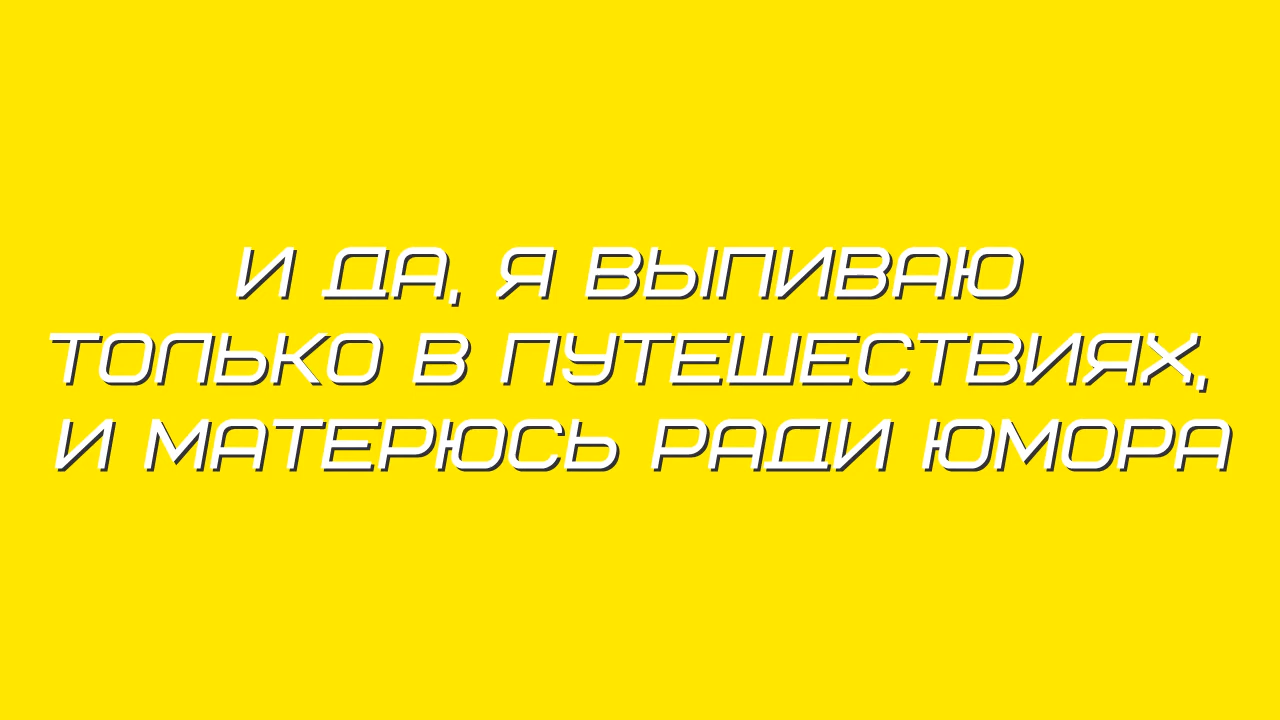 И ДА, Я ВЫПИВАЮ
ТОЛЬКО В ПУТЕШЕСТВИЯХ,
И МАТЕРЮСЬ РАДИ ЮМОРА